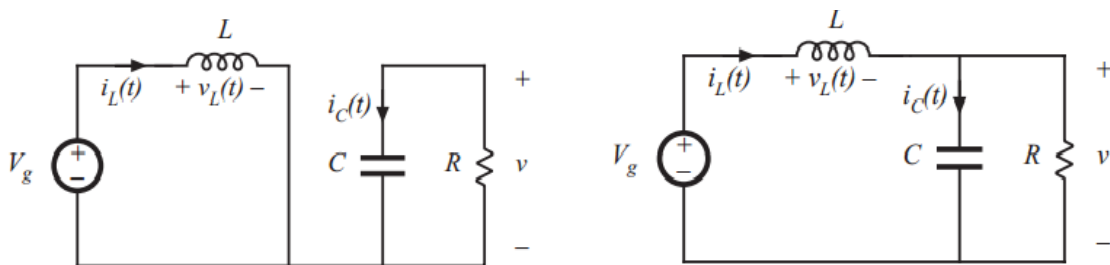 L
i_L(t)
+ v_L(t) –
+
i_C(t)
V_g
+
–
C
R
v
–
L
i_L(t)
+ v_L(t) –
+
i_C(t)
V_g
+
–
C
R
v
–